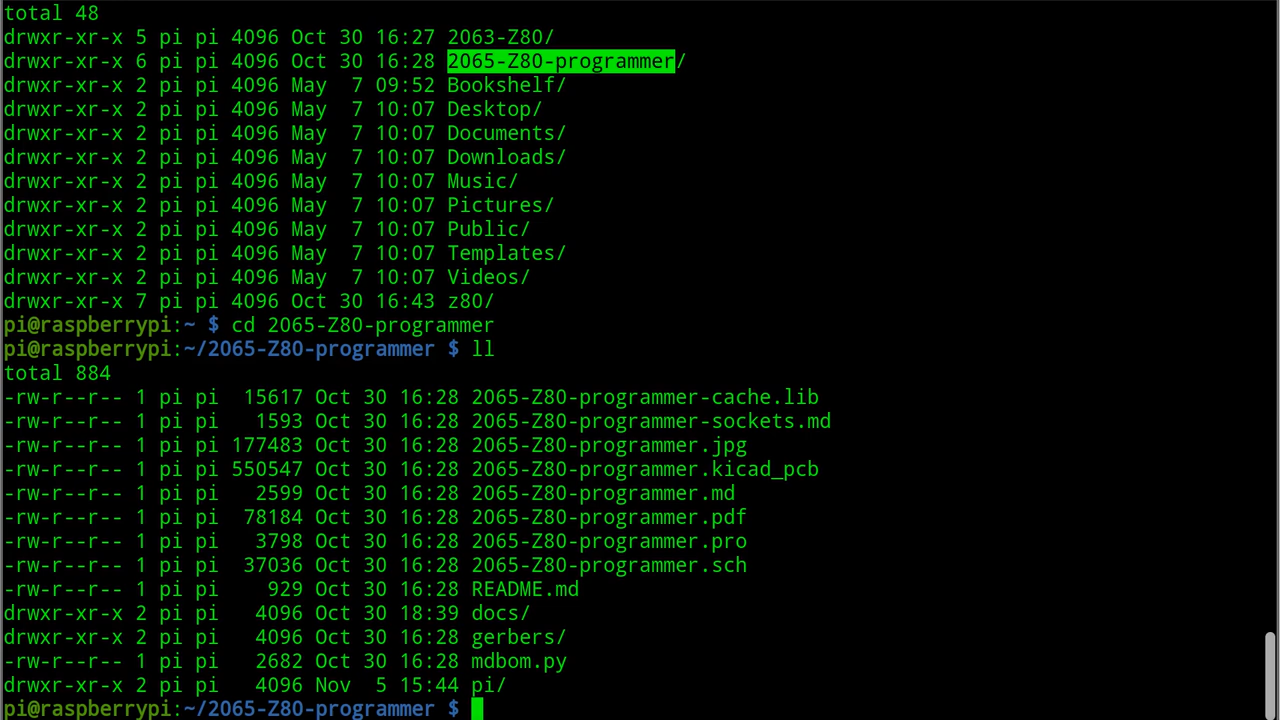 total 48
drwxr-xr-x 5 pi pi 4096 Oct 30 16:27 2063-Z80/
drwxr-xr-x 6 pi pi 4096 Oct 30 16:28 2065-Z80-programmer/
drwxr-xr-x 2 pi pi 4096 May  7 09:52 Bookshelf/
drwxr-xr-x 2 pi pi 4096 May  7 10:07 Desktop/
drwxr-xr-x 2 pi pi 4096 May  7 10:07 Documents/
drwxr-xr-x 2 pi pi 4096 May  7 10:07 Downloads/
drwxr-xr-x 2 pi pi 4096 May  7 10:07 Music/
drwxr-xr-x 2 pi pi 4096 May  7 10:07 Pictures/
drwxr-xr-x 2 pi pi 4096 May  7 10:07 Public/
drwxr-xr-x 2 pi pi 4096 May  7 10:07 Templates/
drwxr-xr-x 2 pi pi 4096 May  7 10:07 Videos/
drwxr-xr-x 7 pi pi 4096 Oct 30 16:43 z80/
pi@raspberrypi:~ $ cd 2065-Z80-programmer
pi@raspberrypi:~/2065-Z80-programmer $ ll
total 884
-rw-r--r-- 1 pi pi  15617 Oct 30 16:28 2065-Z80-programmer-cache.lib
-rw-r--r-- 1 pi pi   1593 Oct 30 16:28 2065-Z80-programmer-sockets.md
-rw-r--r-- 1 pi pi 177483 Oct 30 16:28 2065-Z80-programmer.jpg
-rw-r--r-- 1 pi pi 550547 Oct 30 16:28 2065-Z80-programmer.kicad_pcb
-rw-r--r-- 1 pi pi   2599 Oct 30 16:28 2065-Z80-programmer.md
-rw-r--r-- 1 pi pi  78184 Oct 30 16:28 2065-Z80-programmer.pdf
-rw-r--r-- 1 pi pi   3798 Oct 30 16:28 2065-Z80-programmer.pro
-rw-r--r-- 1 pi pi  37036 Oct 30 16:28 2065-Z80-programmer.sch
-rw-r--r-- 1 pi pi    929 Oct 30 16:28 README.md
drwxr-xr-x 2 pi pi   4096 Oct 30 18:39 docs/
drwxr-xr-x 2 pi pi   4096 Oct 30 16:28 gerbers/
-rw-r--r-- 1 pi pi   2682 Oct 30 16:28 mdbom.py
drwxr-xr-x 2 pi pi   4096 Nov  5 15:44 pi/
pi@raspberrypi:~/2065-Z80-programmer $